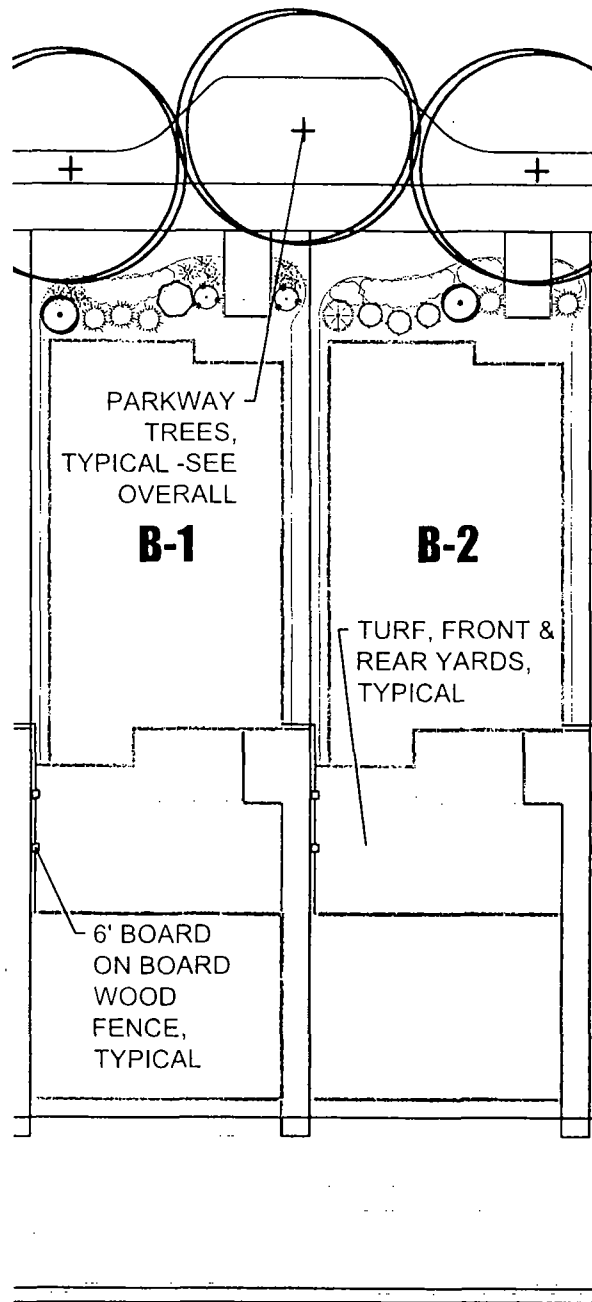 PARKWAY
TREES,
TYPICAL -SEE
OVERALL
B-1
B-2
TURF, FRONT &
REAR YARDS,
TYPICAL
6' BOARD
ON BOARD
WOOD
FENCE,
TYPICAL